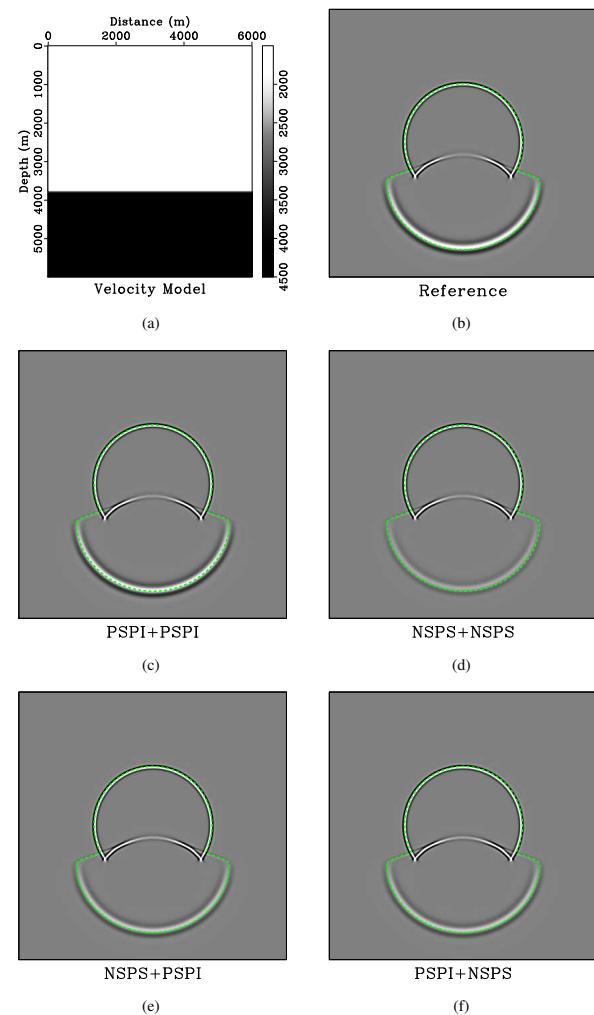 Distance (m)
0 2000 4000 6000
Depth (m)
0 1000 2000 3000 4000 5000
2000 2500 3000 3500 4000 4500
Velocity Model
Reference
(a)
(b)
PSPI+PSPI
NSPS+NSPS
(c)
(d)
NSPS+PSPI
PSPI+NSPS
(e)
(f)